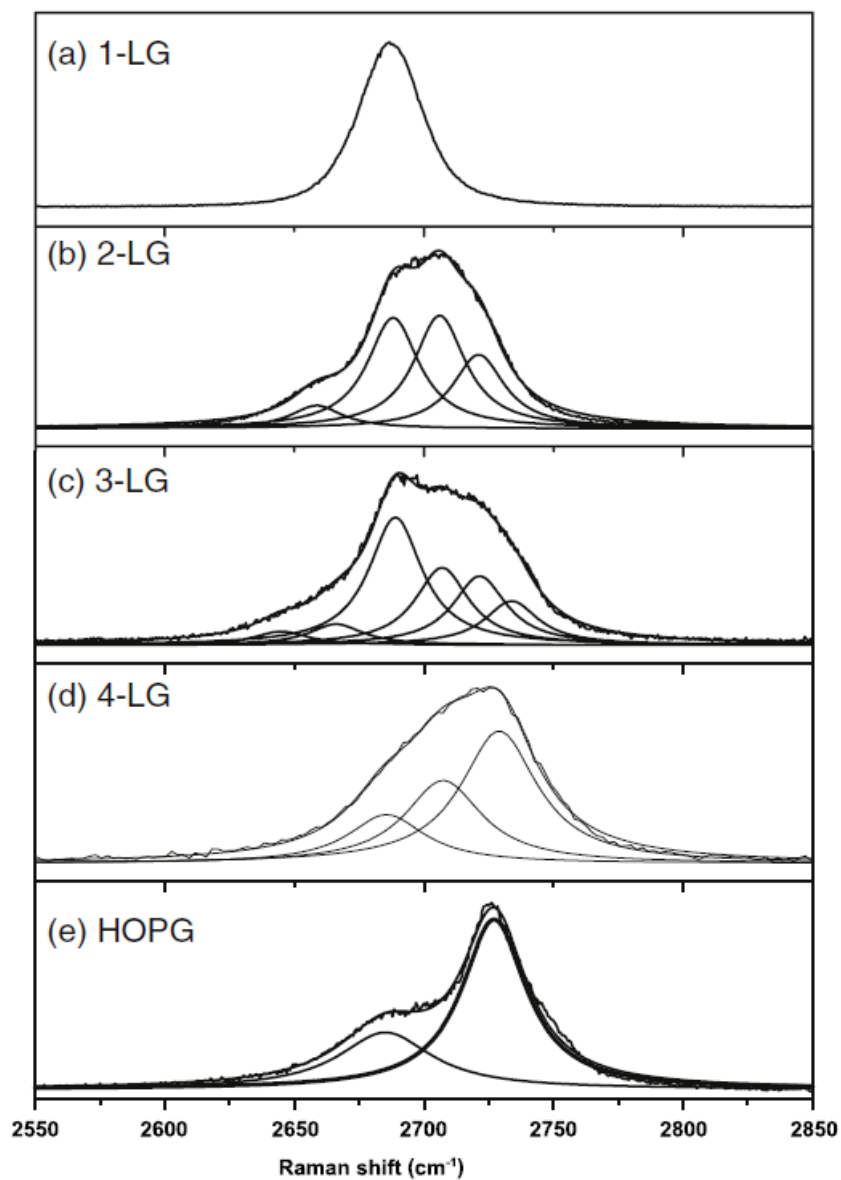 (a) 1-LG
(b) 2-LG
(c) 3-LG
(d) 4-LG
(e) HOPG
2550 2600 2650 2700 2750 2800 2850
Raman shift (cm⁻¹)